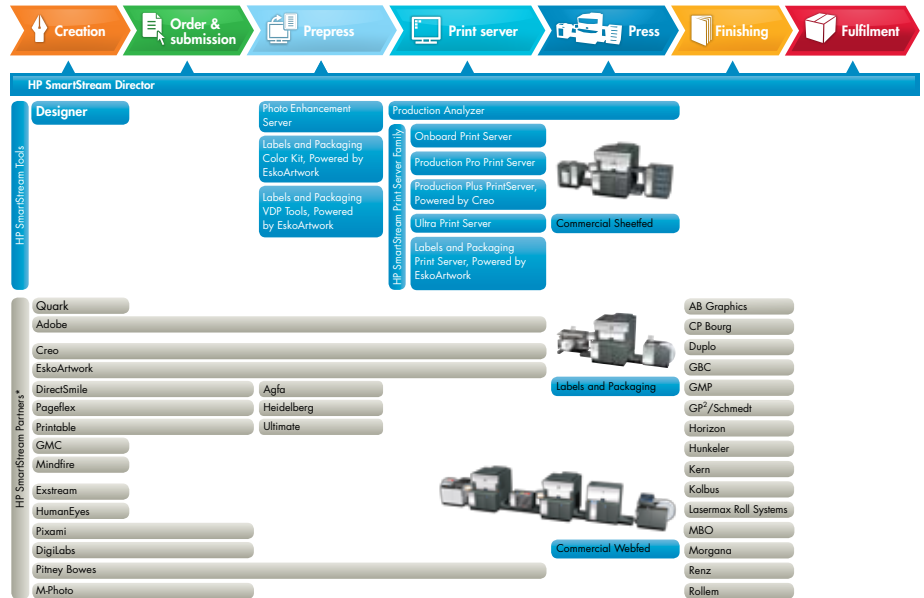 Creation
Order &
submission
Prepress
Print server
Press
Finishing
Fulfilment
HP SmartStream Director
HP SmartStream Tools
Designer
Photo Enhancement
Server
Labels and Packaging
Color Kit, Powered by
EskoArtwork
Labels and Packaging
VDP Tools, Powered
by EskoArtwork
Production Analyzer
HP SmartStream Print Server Family
Onboard Print Server
Production Pro Print Server
Production Plus PrintServer,
Powered by Creo
Ultra Print Server
Labels and Packaging
Print Server, Powered by
EskoArtwork
Commercial Sheetfed
HP SmartStream Partners*
Quark
Adobe
Creo
EskoArtwork
DirectSmile
Pageflex
Printable
GMC
Mindfire
Exstream
HumanEyes
Pixami
DigiLabs
Pitney Bowes
M-Photo
Agfa
Heidelberg
Ultimate
Labels and Packaging
Commercial Webfed
AB Graphics
CP Bourg
Duplo
GBC
GMP
GP²/Schmedt
Horizon
Hunkeler
Kern
Kolbus
Lasermax Roll Systems
MBO
Morgana
Renz
Rollem